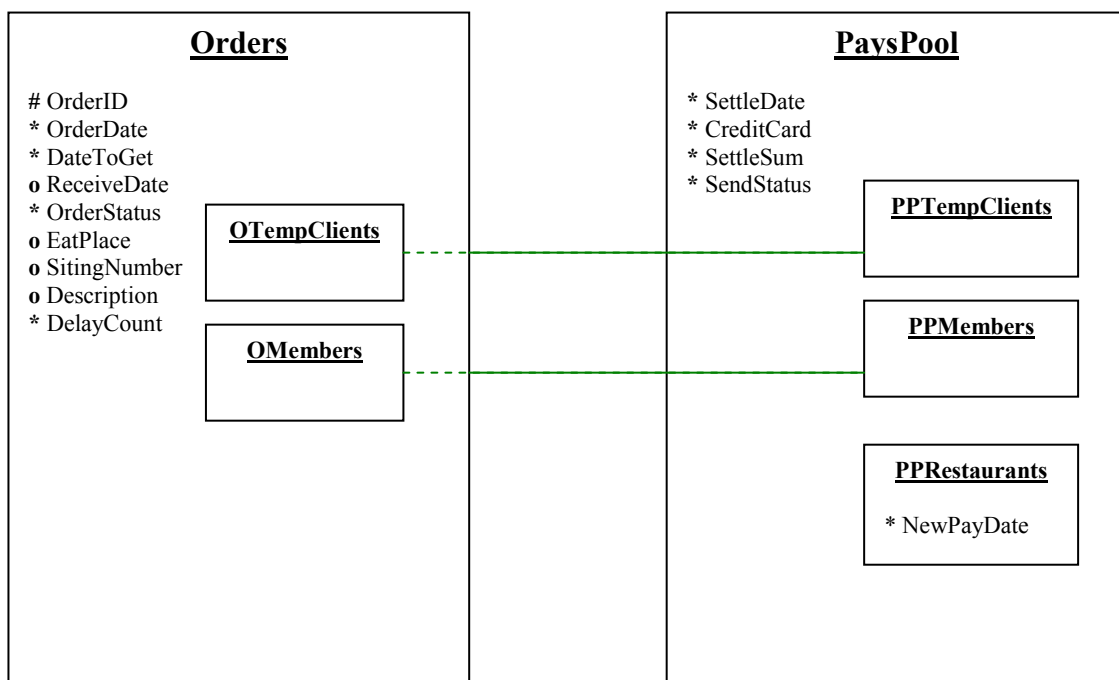 Orders
# OrderID
* OrderDate
* DateToGet
o ReceiveDate
* OrderStatus
o EatPlace
o SitingNumber
o Description
* DelayCount
OTempClients
OMembers
PaysPool
* SettleDate
* CreditCard
* SettleSum
* SendStatus
PPTempClients
PPMembers
PPRestaurants
* NewPayDate